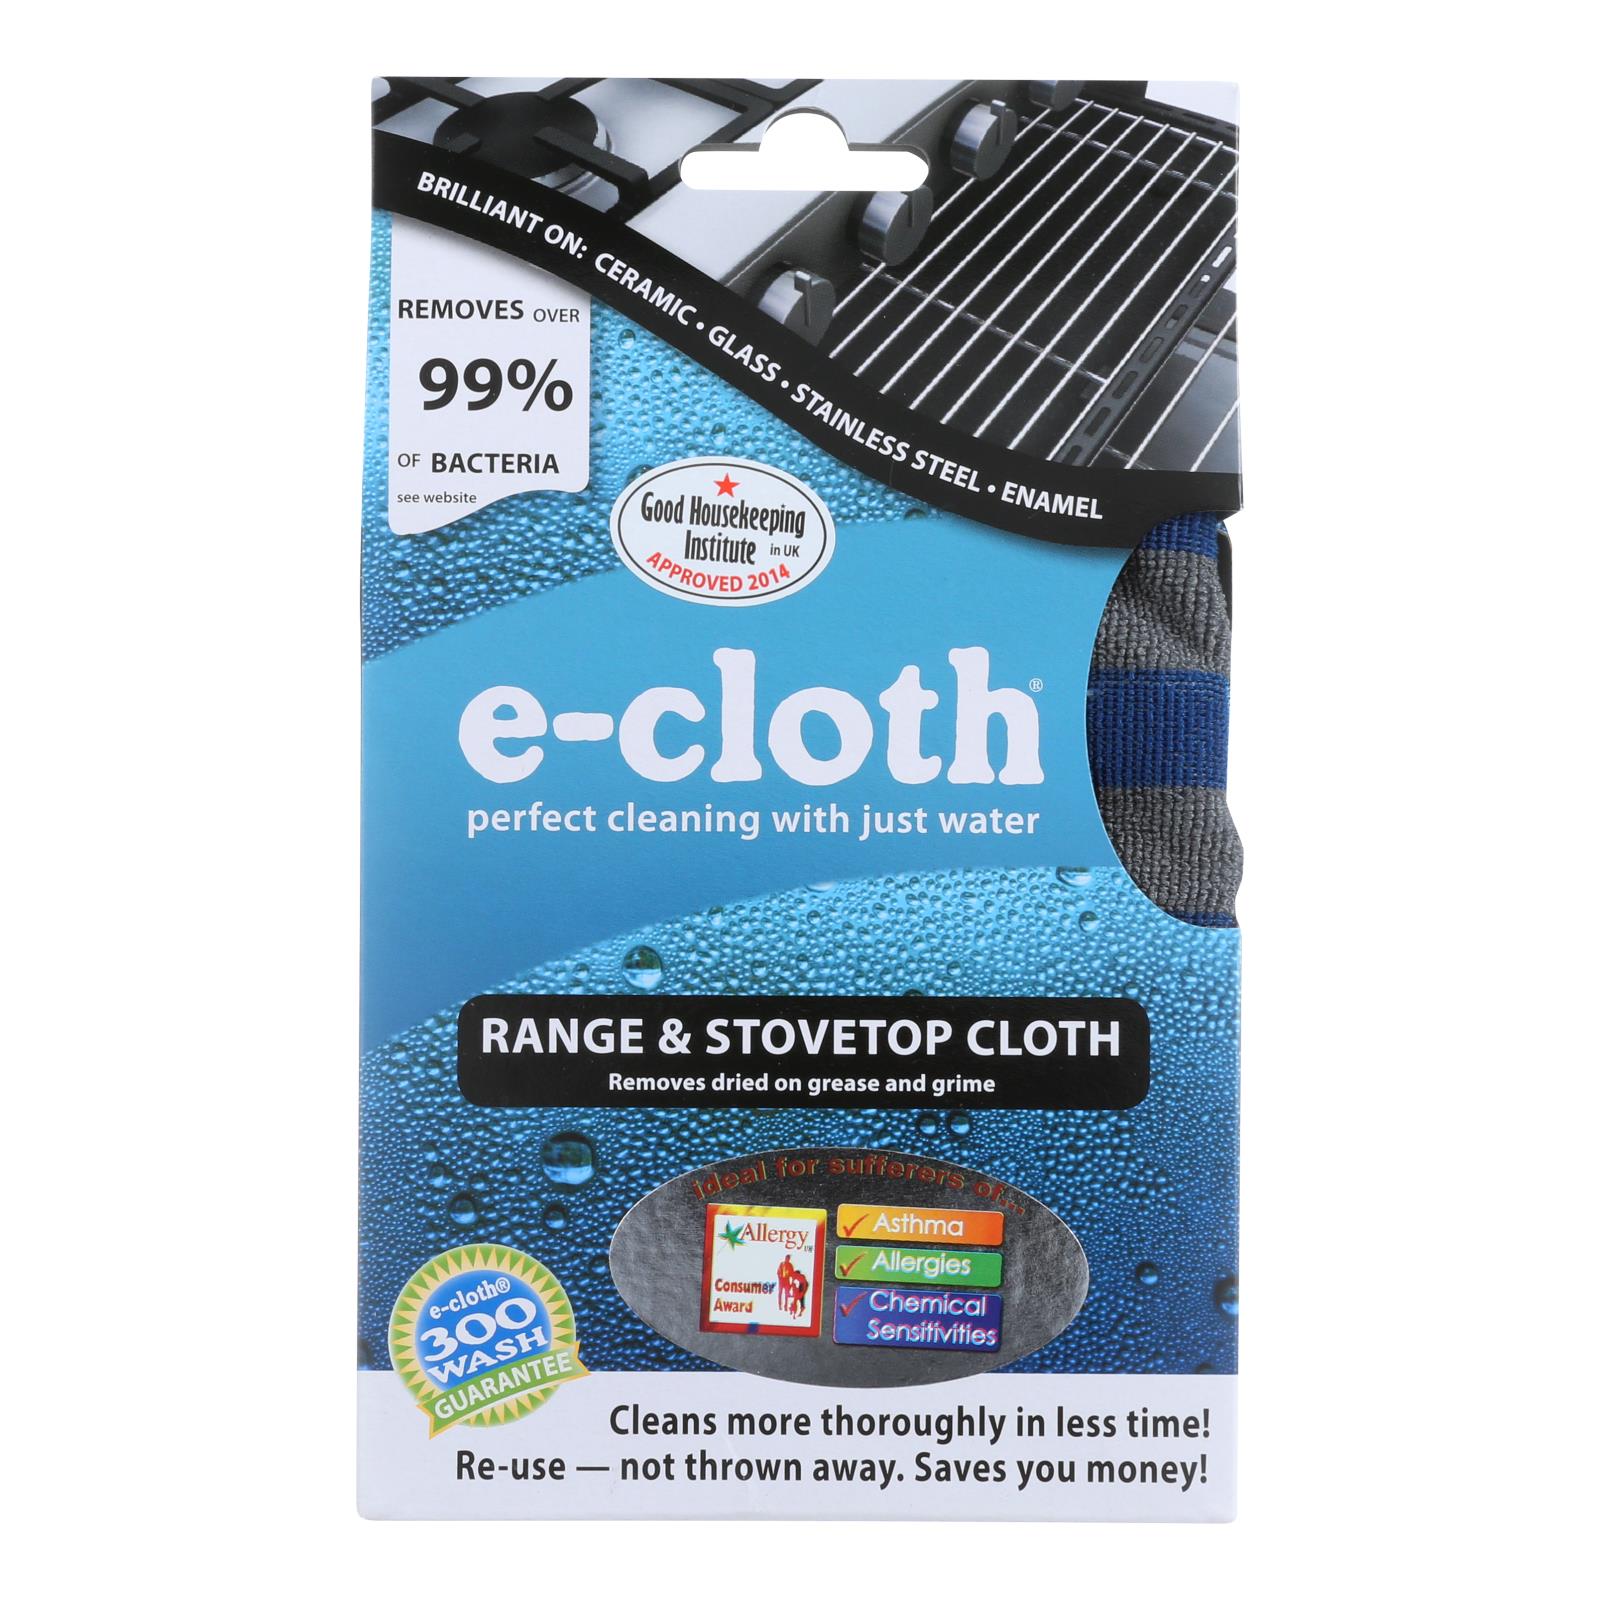 BRILLIANT ON: CERAMIC • GLASS • STAINLESS STEEL • ENAMEL
REMOVES OVER
99%
OF BACTERIA
see website
Good Housekeeping
Institute in UK
APPROVED 2014
e-cloth®
perfect cleaning with just water
RANGE & STOVETOP CLOTH
Removes dried on grease and grime
ideal for sufferers of...
Allergy UK
Consumer
Award
Asthma
Allergies
Chemical
Sensitivities
e-cloth®
300
WASH
GUARANTEE
Cleans more thoroughly in less time!
Re-use — not thrown away. Saves you money!